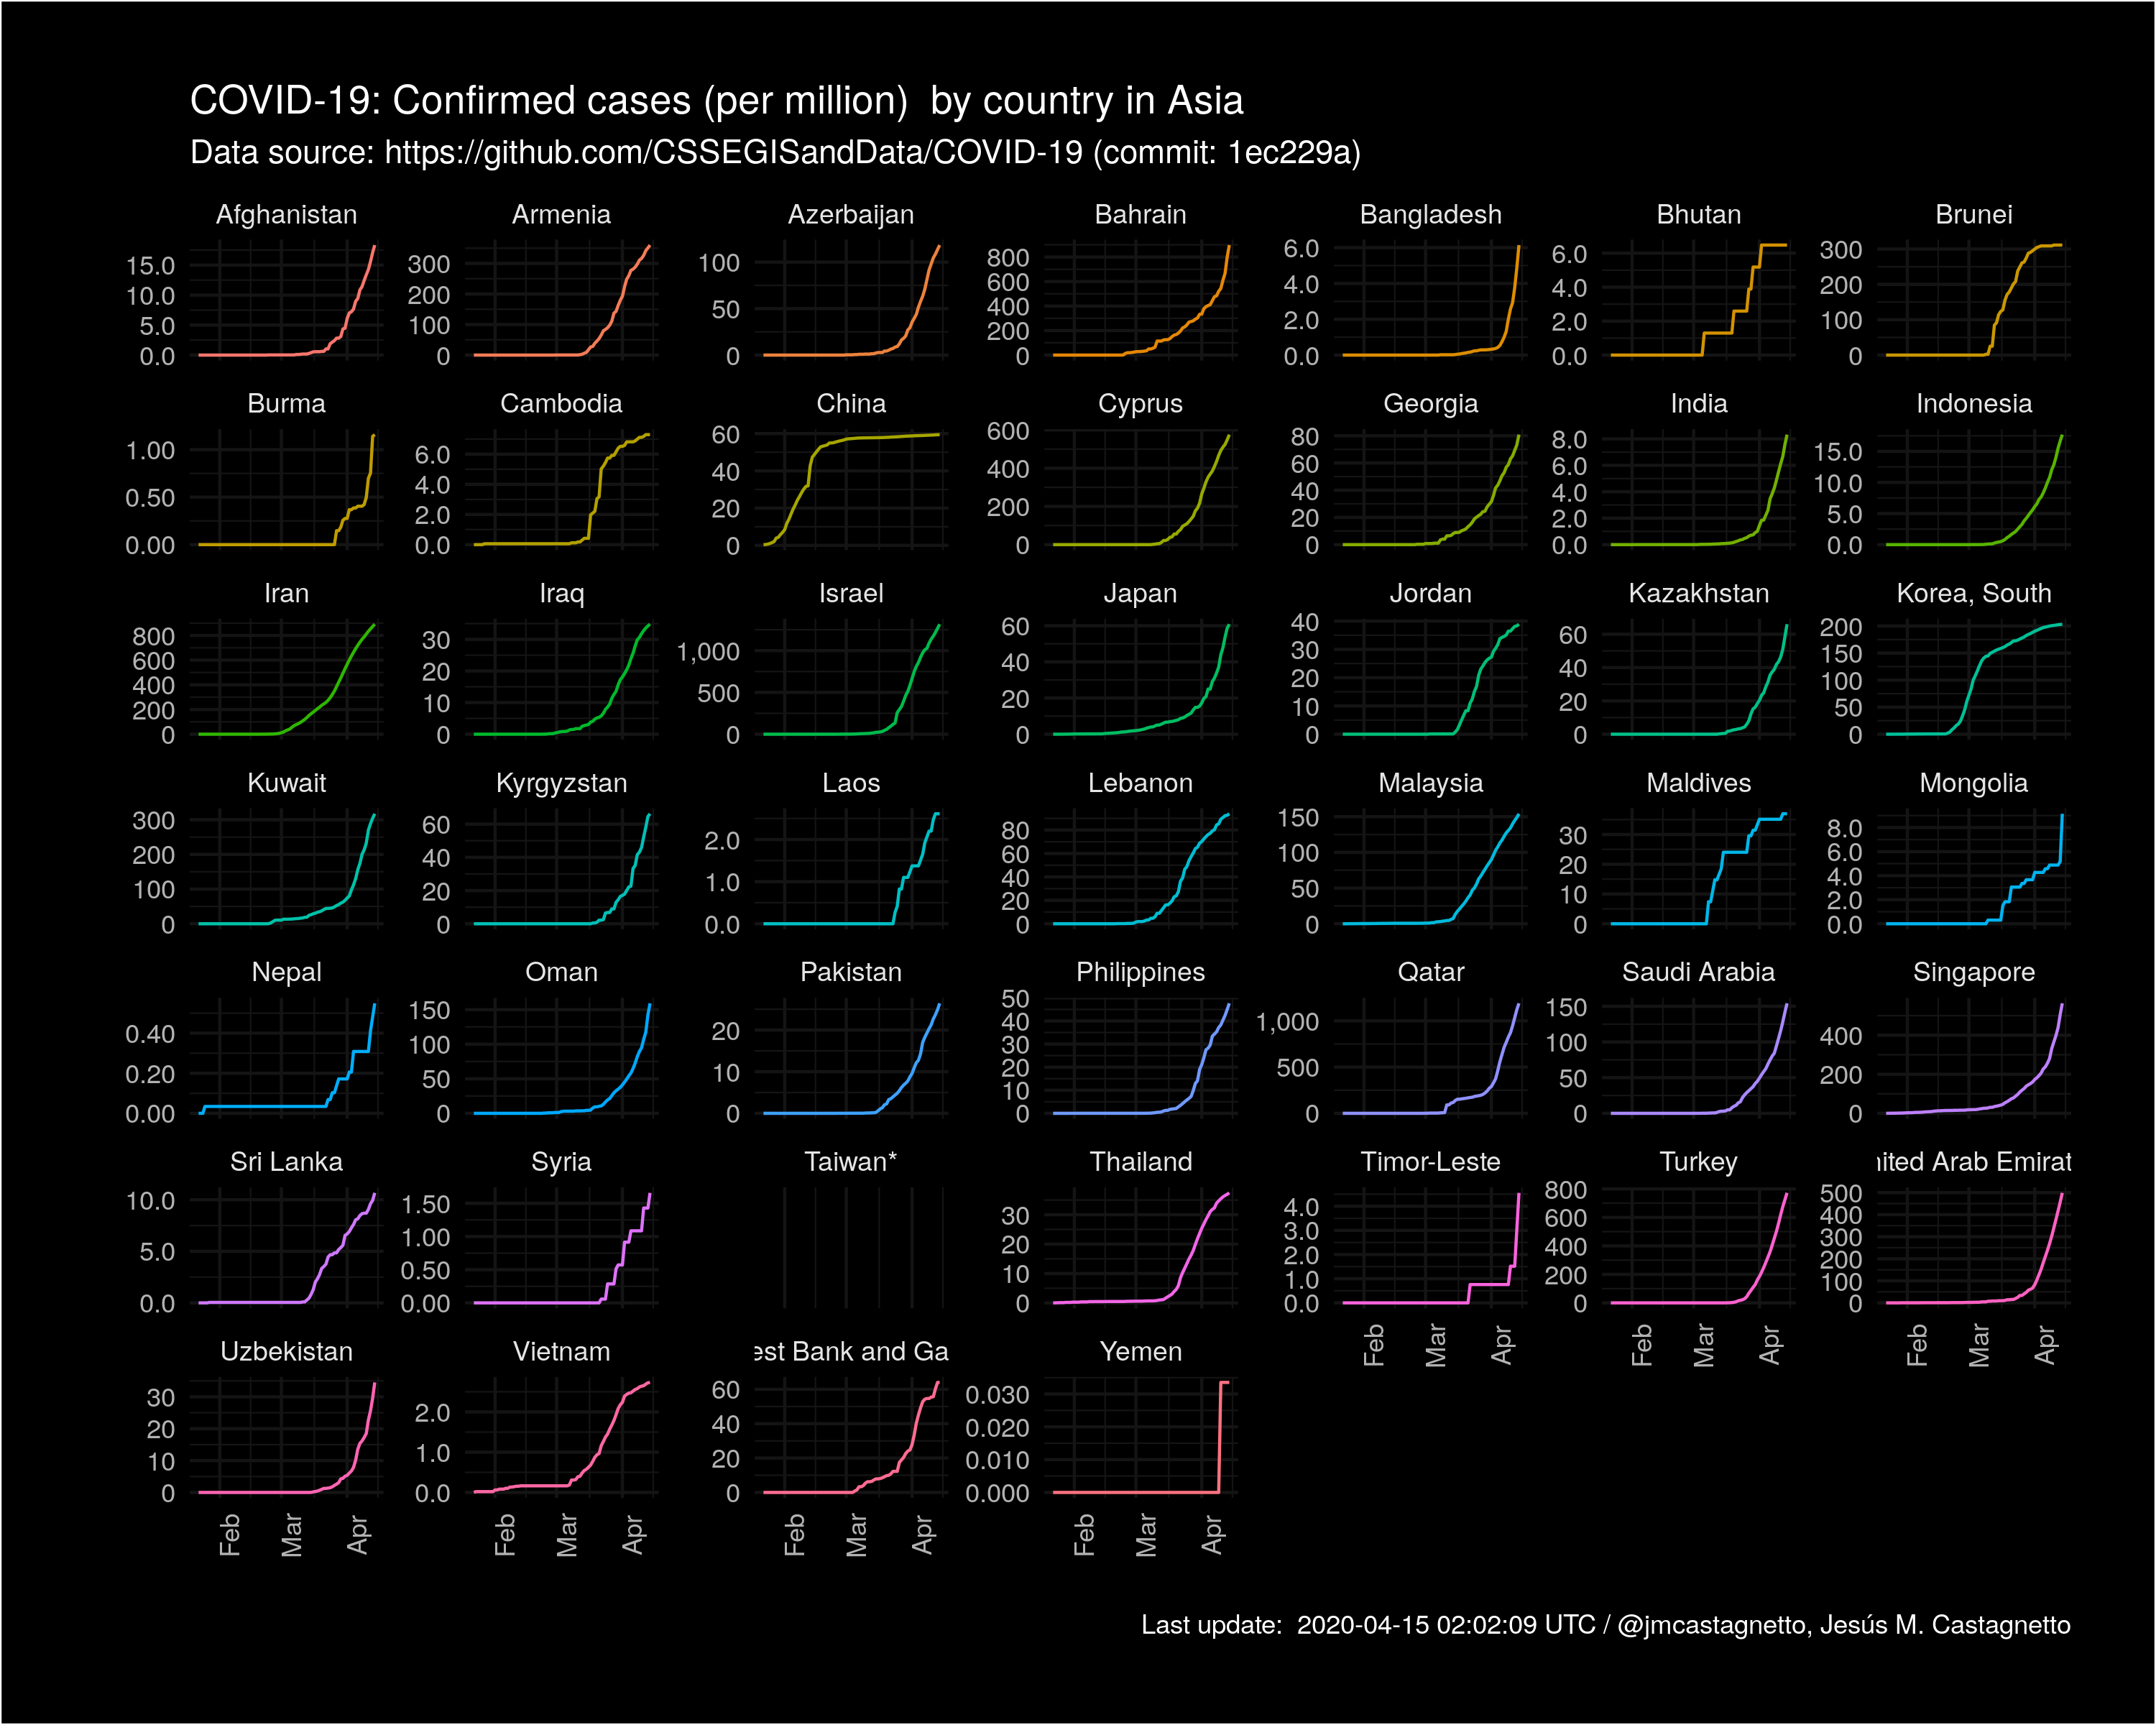 COVID-19: Confirmed cases (per million)  by country in Asia
Data source: https://github.com/CSSEGISandData/COVID-19 (commit: 1ec229a)
Afghanistan Armenia Azerbaijan Bahrain Bangladesh Bhutan Brunei
15.0 10.0 5.0 0.0
300 200 100 0
100 50 0
800 600 400 200 0
6.0 4.0 2.0 0.0
6.0 4.0 2.0 0.0
300 200 100 0
Burma Cambodia China Cyprus Georgia India Indonesia
1.00 0.50 0.00
6.0 4.0 2.0 0.0
60 40 20 0
600 400 200 0
80 60 40 20 0
8.0 6.0 4.0 2.0 0.0
15.0 10.0 5.0 0.0
Iran Iraq Israel Japan Jordan Kazakhstan Korea, South
800 600 400 200 0
30 20 10 0
1,000 500 0
60 40 20 0
40 30 20 10 0
60 40 20 0
200 150 100 50 0
Kuwait Kyrgyzstan Laos Lebanon Malaysia Maldives Mongolia
300 200 100 0
60 40 20 0
2.0 1.0 0.0
80 60 40 20 0
150 100 50 0
30 20 10 0
8.0 6.0 4.0 2.0 0.0
Nepal Oman Pakistan Philippines Qatar Saudi Arabia Singapore
0.40 0.20 0.00
150 100 50 0
20 10 0
50 40 30 20 10 0
1,000 500 0
150 100 50 0
400 200 0
Sri Lanka Syria Taiwan* Thailand Timor-Leste Turkey nited Arab Emirat
10.0 5.0 0.0
1.50 1.00 0.50 0.00
30 20 10 0
4.0 3.0 2.0 1.0 0.0
800 600 400 200 0
500 400 300 200 100 0
Feb Mar Apr Feb Mar Apr Feb Mar Apr
Uzbekistan Vietnam est Bank and Ga Yemen
30 20 10 0
2.0 1.0 0.0
60 40 20 0
0.030 0.020 0.010 0.000
Feb Mar Apr Feb Mar Apr Feb Mar Apr Feb Mar Apr
Last update:  2020-04-15 02:02:09 UTC / @jmcastagnetto, Jesús M. Castagnetto